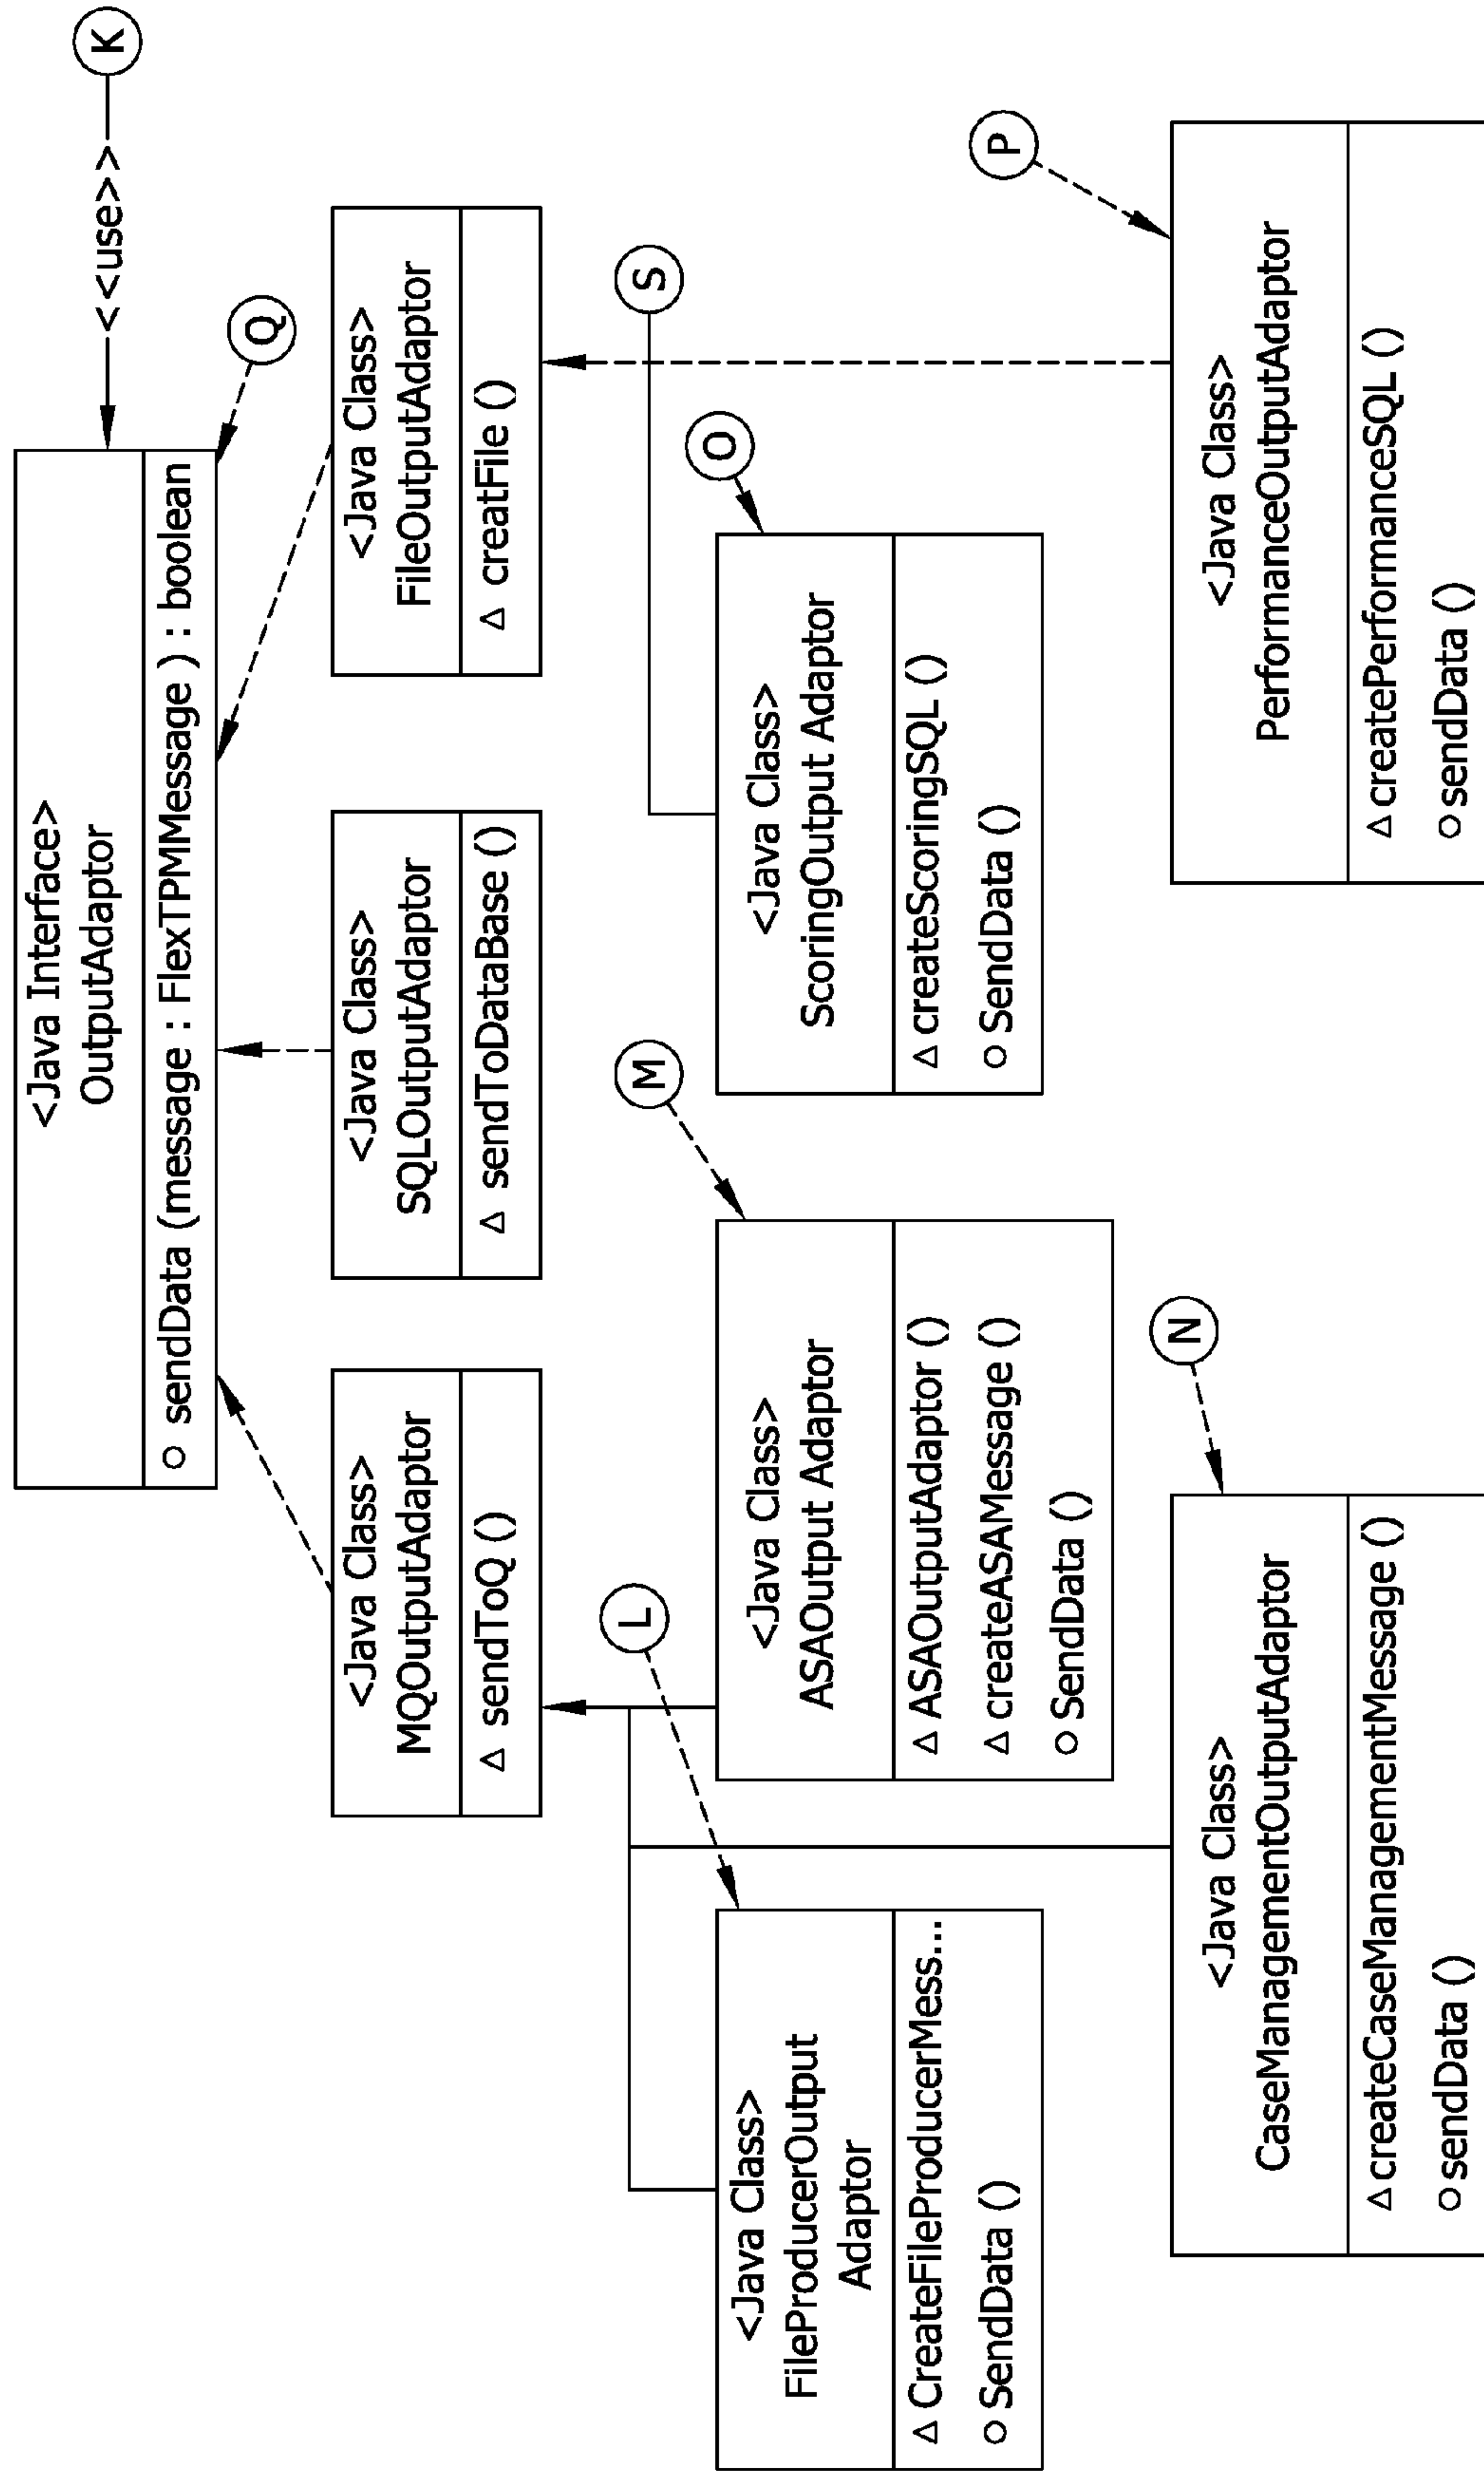 <Java Interface>
OutputAdaptor
○ sendData (message : FlexTPMMessage ) : boolean
<<use>>
K
Q
<Java Class>
MQOutputAdaptor
△ sendToQ ()
<Java Class>
SQLOutputAdaptor
△ sendToDataBase ()
<Java Class>
FileOutputAdaptor
△ creatFile ()
L
M
S
O
<Java Class>
FileProducerOutput
Adaptor
△ CreateFileProducerMess...
○ SendData ()
<Java Class>
ASAOutput Adaptor
△ ASAOutputAdaptor ()
△ createASAMessage ()
○ SendData ()
<Java Class>
ScoringOutput Adaptor
△ createScoringSQL ()
○ SendData ()
P
N
<Java Class>
CaseManagementOutputAdaptor
△ createCaseManagementMessage ()
○ sendData ()
<Java Class>
PerformanceOutputAdaptor
△ createPerformanceSQL ()
○ sendData ()